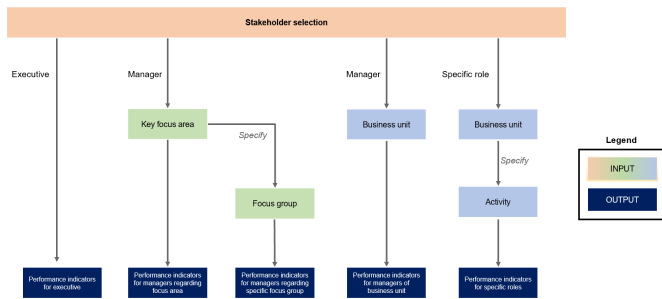 Stakeholder selection
Executive
Manager
Manager
Specific role
Key focus area
Business unit
Business unit
Specify
Specify
Focus group
Activity
Legend
INPUT
OUTPUT
Performance indicators
for executive
Performance indicators
for managers regarding
focus area
Performance indicators
for managers regarding
specific focus group
Performance indicators
for managers of
business unit
Performance indicators
for specific roles